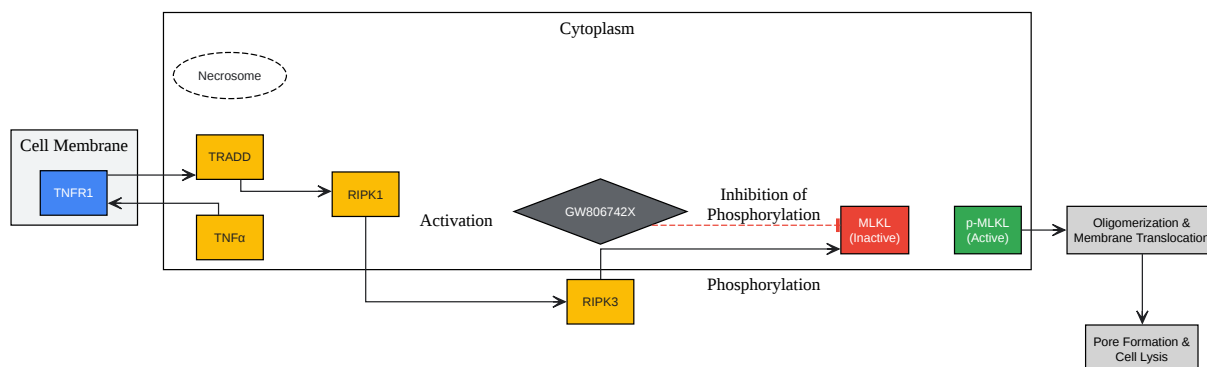 Cytoplasm
Necrosome
Cell Membrane
TNFR1
TRADD
TNFα
RIPK1
Activation
GW806742X
Inhibition of
Phosphorylation
MLKL
(Inactive)
p-MLKL
(Active)
Oligomerization &
Membrane Translocation
RIPK3
Phosphorylation
Pore Formation &
Cell Lysis